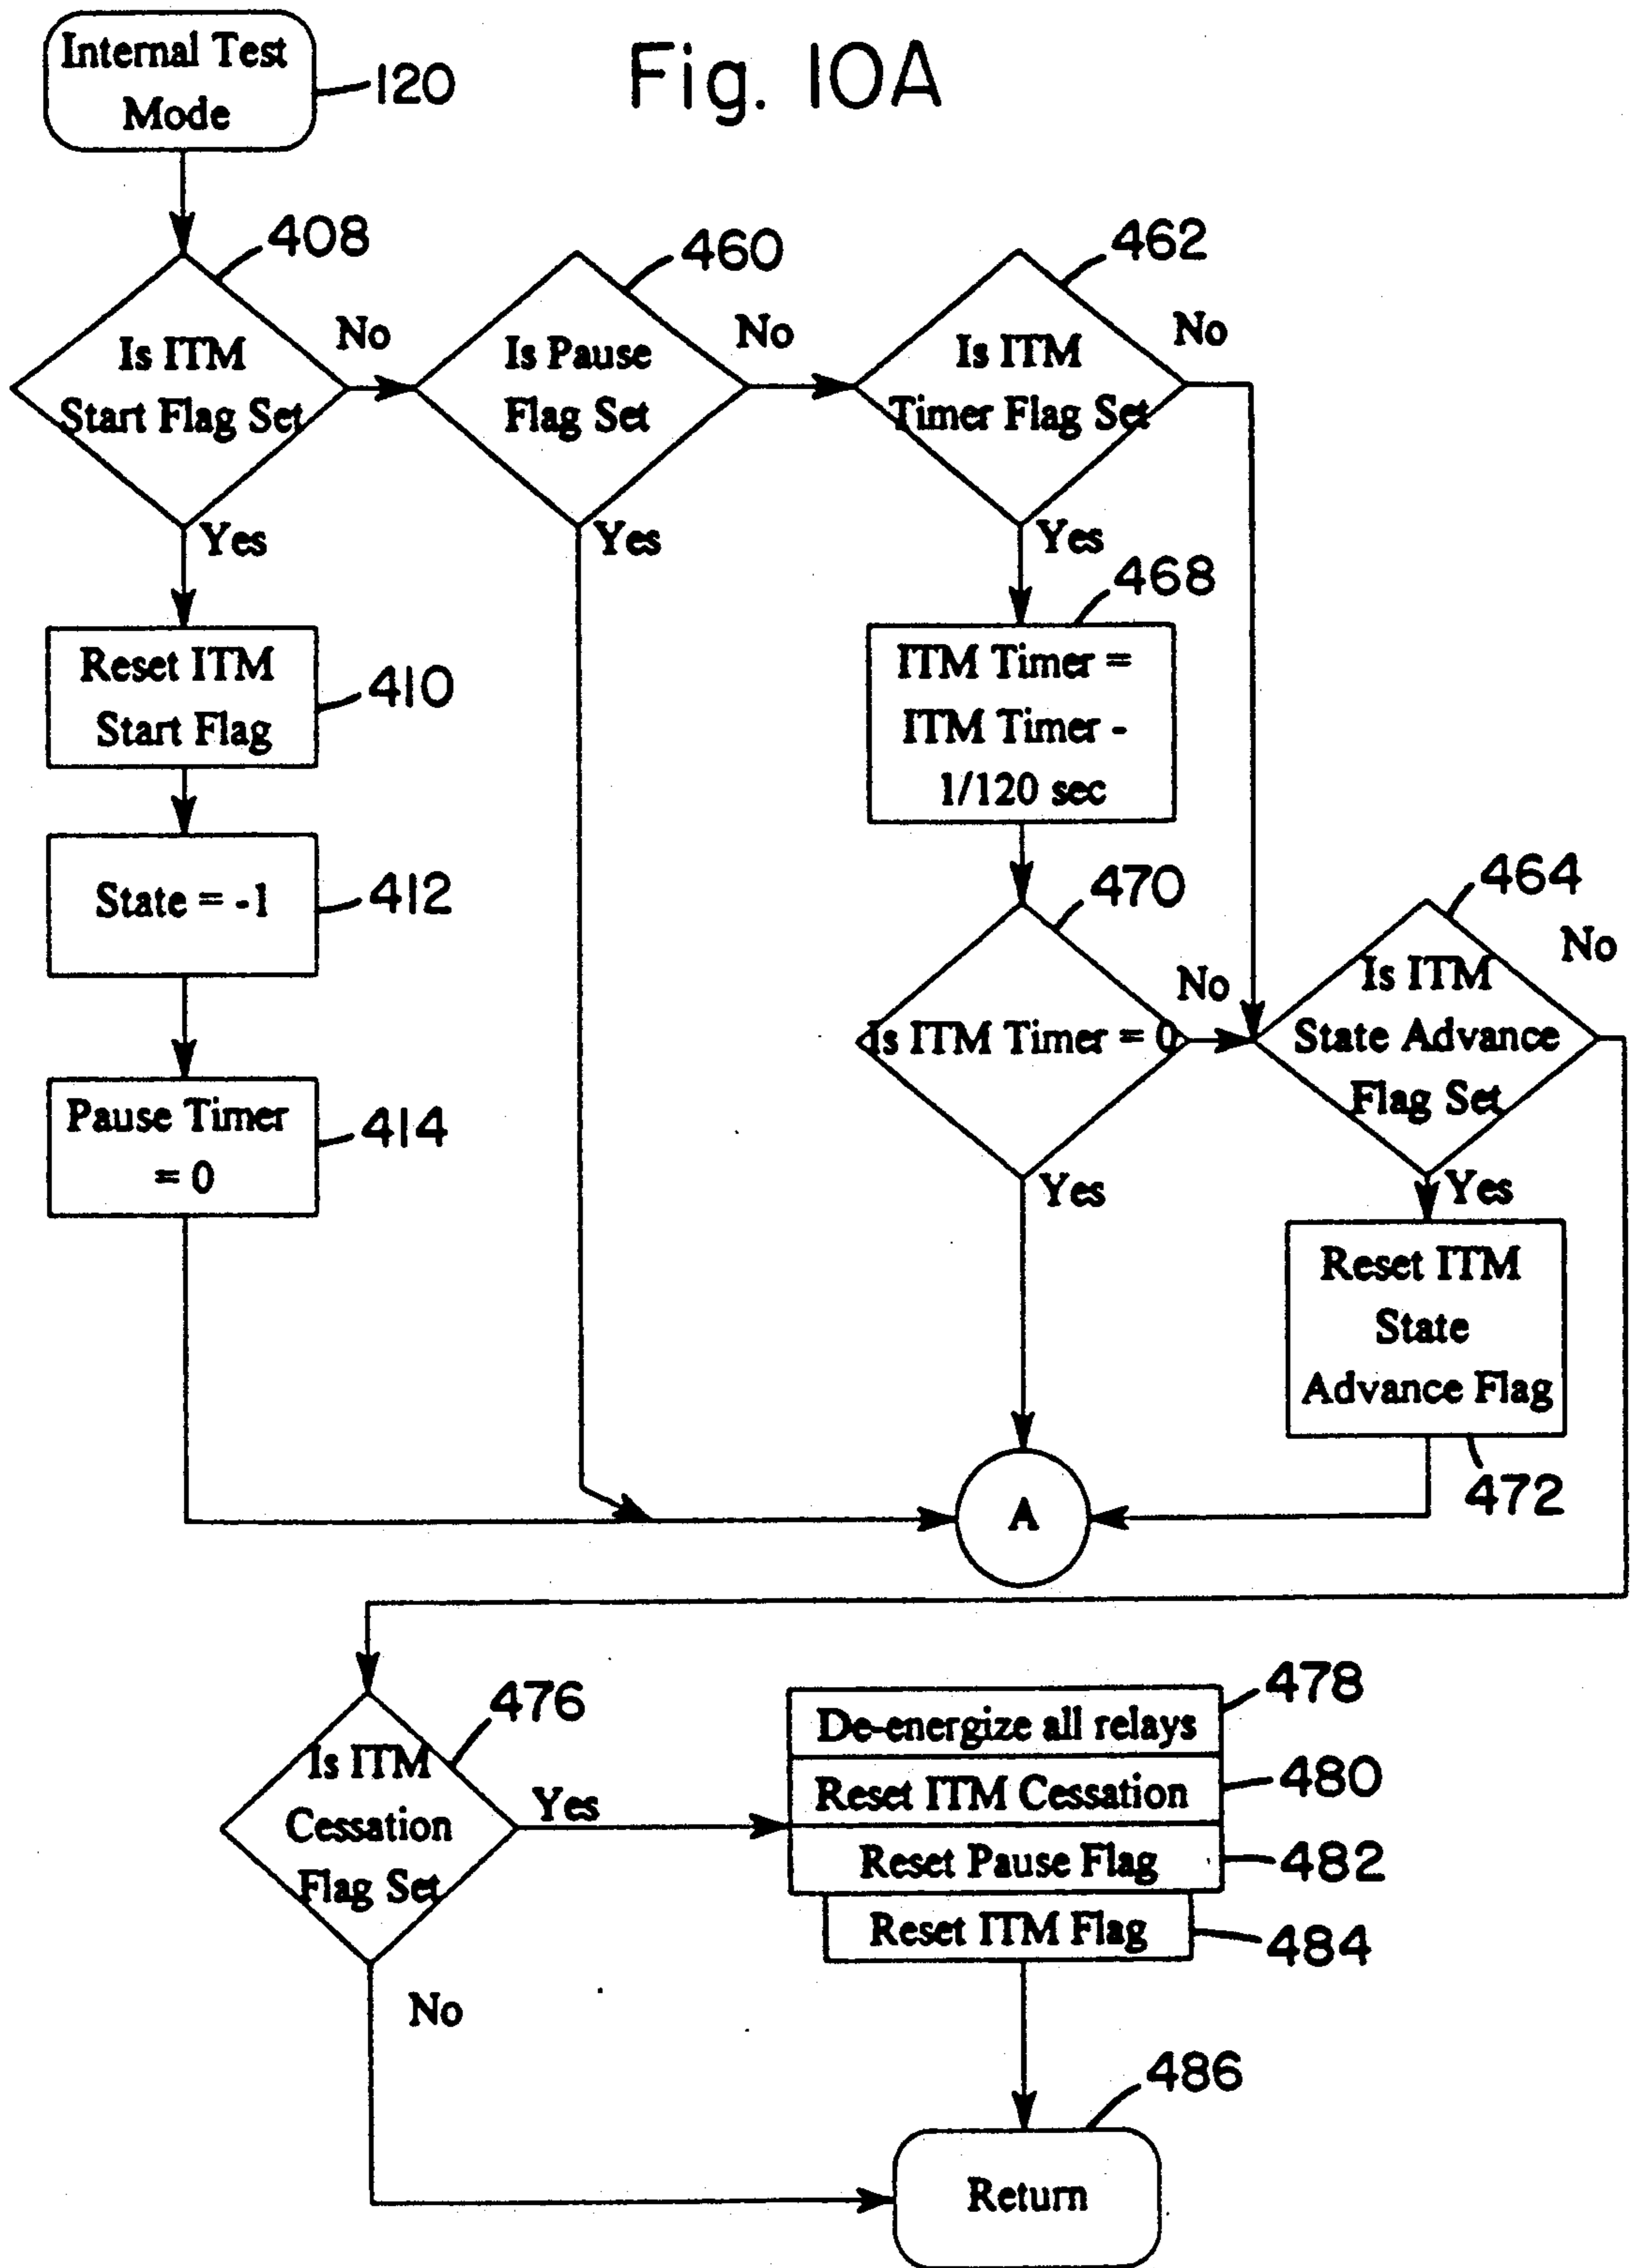 Internal Test
Mode
120
Fig. 10A
408
Is ITM
Start Flag Set
No
460
Is Pause
Flag Set
No
462
Is ITM
Timer Flag Set
No
Yes
Yes
Yes
Reset ITM
Start Flag
410
468
ITM Timer =
ITM Timer -
1/120 sec
State = -1
412
470
Is ITM Timer = 0
No
464
Is ITM
State Advance
Flag Set
No
Pause Timer
= 0
414
Yes
Yes
Reset ITM
State
Advance Flag
472
A
476
Is ITM
Cessation
Flag Set
Yes
De-energize all relays
478
Reset ITM Cessation
480
Reset Pause Flag
482
Reset ITM Flag
484
No
486
Return